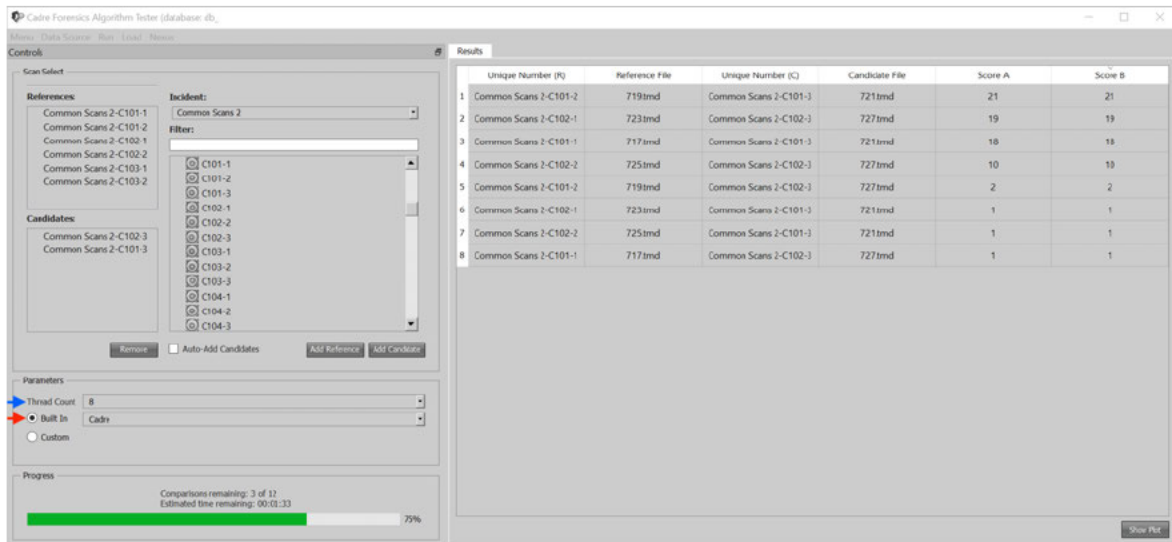 Cadre Forensics Algorithm Tester (database: db_
Menu Data Source Run Load Nexus
Controls
Scan Select
References:
Common Scans 2-C101-1
Common Scans 2-C101-2
Common Scans 2-C102-1
Common Scans 2-C102-2
Common Scans 2-C103-1
Common Scans 2-C103-2
Candidates:
Common Scans 2-C102-3
Common Scans 2-C101-3
Remove
Incident:
Common Scans 2
Filter:
C101-1
C101-2
C101-3
C102-1
C102-2
C102-3
C103-1
C103-2
C103-3
C104-1
C104-2
C104-3
Auto-Add Candidates
Add Reference
Add Candidate
Parameters
Thread Count 8
Built In Cadre
Custom
Progress
Comparisons remaining: 3 of 12
Estimated time remaining: 00:01:33
75%
Results
Unique Number (R) Reference File Unique Number (C) Candidate File Score A Score B
1 Common Scans 2-C101-2 719.tmd Common Scans 2-C101-3 721.tmd 21 21
2 Common Scans 2-C102-1 723.tmd Common Scans 2-C102-3 727.tmd 19 19
3 Common Scans 2-C101-1 717.tmd Common Scans 2-C101-3 721.tmd 18 18
4 Common Scans 2-C102-2 725.tmd Common Scans 2-C102-3 727.tmd 10 10
5 Common Scans 2-C101-2 719.tmd Common Scans 2-C102-3 727.tmd 2 2
6 Common Scans 2-C102-1 723.tmd Common Scans 2-C101-3 721.tmd 1 1
7 Common Scans 2-C102-2 725.tmd Common Scans 2-C101-3 721.tmd 1 1
8 Common Scans 2-C101-1 717.tmd Common Scans 2-C102-3 727.tmd 1 1
Show Plot